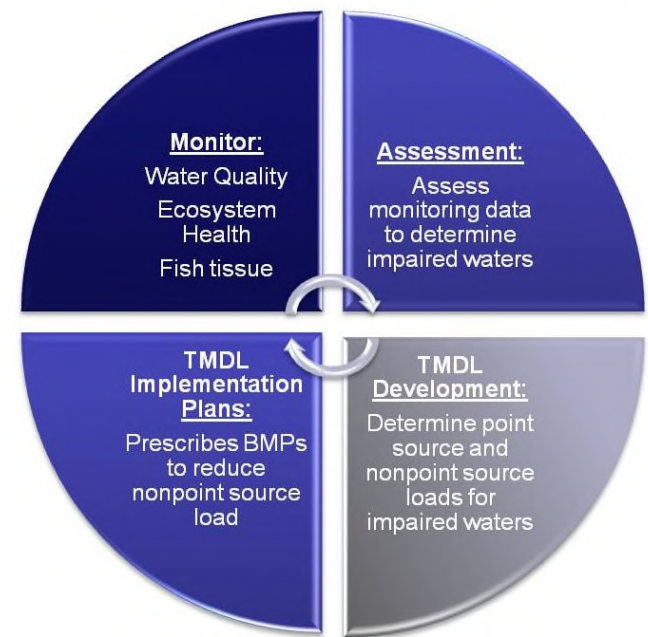 Monitor:
Water Quality
Ecosystem
Health
Fish tissue
Assessment:
Assess
monitoring data
to determine
impaired waters
TMDL
Development:
Determine point
source and
nonpoint source
loads for
impaired waters
TMDL
Implementation
Plans:
Prescribes BMPs
to reduce
nonpoint source
load